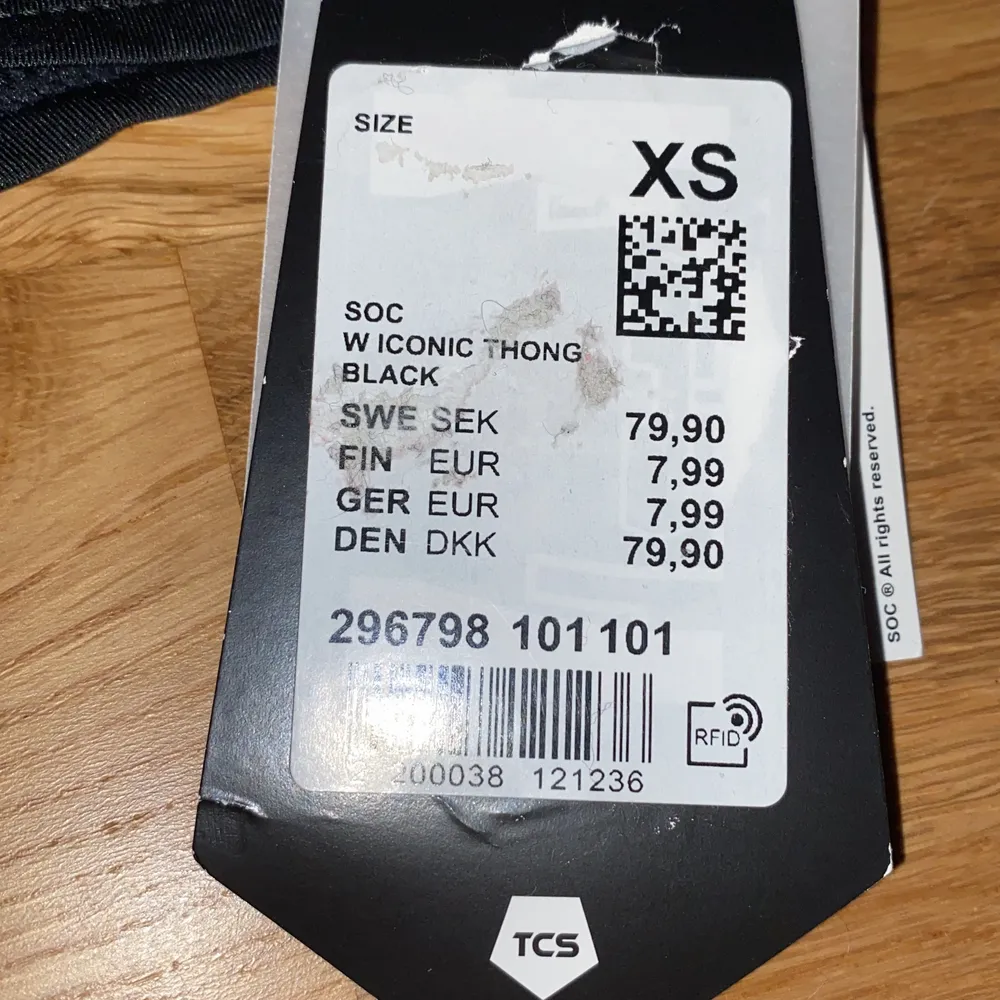 SIZE
XS
SOC
W ICONIC THONG
BLACK
SWE SEK 79,90
FIN EUR 7,99
GER EUR 7,99
DEN DKK 79,90
296798 101 101
200038 121236
RFID
TCS
SOC ® All rights reserved.